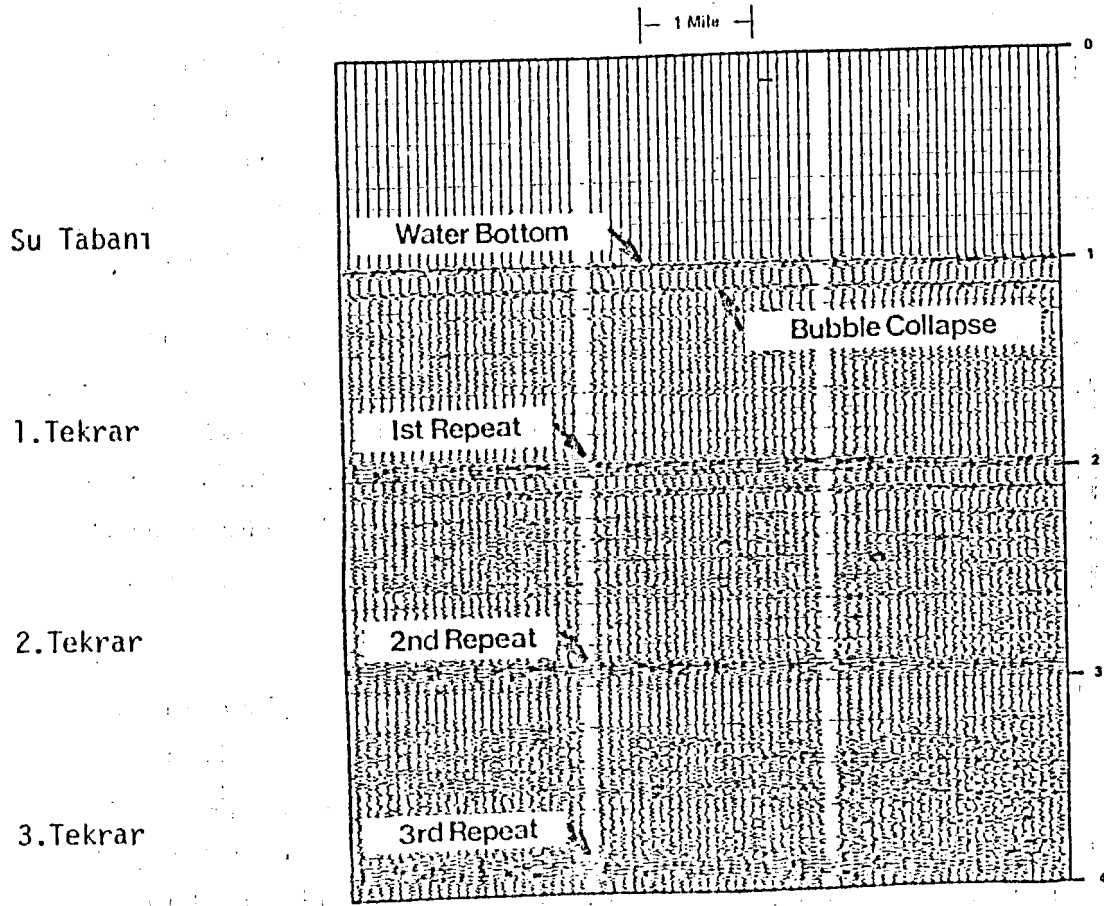 1 Mile
0
Su Tabanı
Water Bottom
1
Bubble Collapse
1.Tekrar
1st Repeat
2
2.Tekrar
2nd Repeat
3
3.Tekrar
3rd Repeat
4